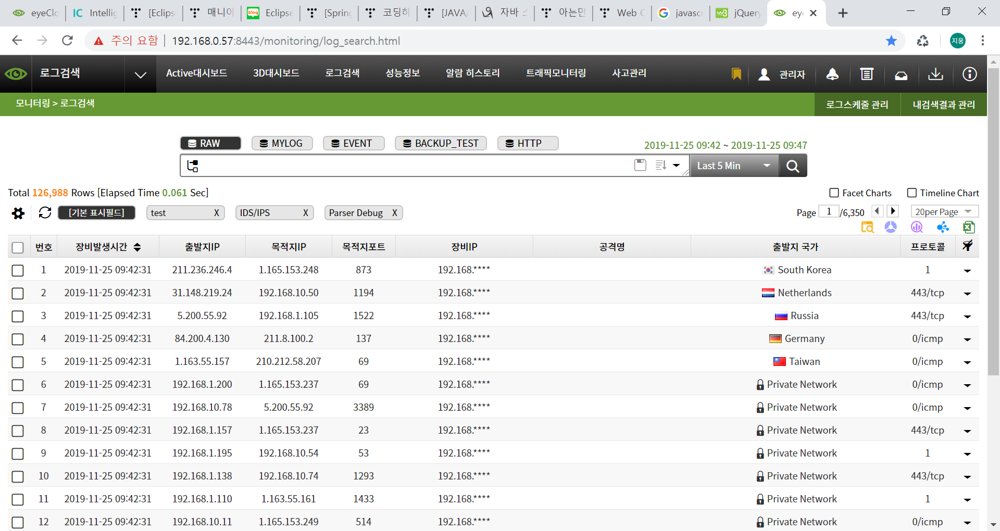 eyeClo
Intellig
[Eclips
매니아
Eclipse
[Spring
코딩하
[JAVA/
자바 스
아는만
Web C
javascr
jQuery
eye
주의 요함 192.168.0.57:8443/monitoring/log_search.html
지웅
로그검색 Active대시보드 3D대시보드 로그검색 성능정보 알람 히스토리 트래픽모니터링 사고관리 관리자
모니터링 > 로그검색 로그스케줄 관리 내검색결과 관리
RAW MYLOG EVENT BACKUP_TEST HTTP 2019-11-25 09:42 ~ 2019-11-25 09:47
Last 5 Min
Total 126,988 Rows [Elapsed Time 0.061 Sec] Facet Charts Timeline Chart
[기본 표시필드] test X IDS/IPS X Parser Debug X Page 1 /6,350 20per Page
번호 장비발생시간 출발지IP 목적지IP 목적지포트 장비IP 공격명 출발지 국가 프로토콜
1 2019-11-25 09:42:31 211.236.246.4 1.165.153.248 873 192.168.**** South Korea 1
2 2019-11-25 09:42:31 31.148.219.24 192.168.10.50 1194 192.168.**** Netherlands 443/tcp
3 2019-11-25 09:42:31 5.200.55.92 192.168.1.105 1522 192.168.**** Russia 443/tcp
4 2019-11-25 09:42:31 84.200.4.130 211.8.100.2 137 192.168.**** Germany 0/icmp
5 2019-11-25 09:42:31 1.163.55.157 210.212.58.207 69 192.168.**** Taiwan 0/icmp
6 2019-11-25 09:42:31 192.168.1.200 1.165.153.237 69 192.168.**** Private Network 0/icmp
7 2019-11-25 09:42:31 192.168.10.78 5.200.55.92 3389 192.168.**** Private Network 0/icmp
8 2019-11-25 09:42:31 192.168.1.157 1.165.153.237 23 192.168.**** Private Network 443/tcp
9 2019-11-25 09:42:31 192.168.1.195 192.168.10.54 53 192.168.**** Private Network 1
10 2019-11-25 09:42:31 192.168.1.138 192.168.10.74 1293 192.168.**** Private Network 443/tcp
11 2019-11-25 09:42:31 192.168.1.110 1.163.55.161 1433 192.168.**** Private Network 1
12 2019-11-25 09:42:31 192.168.10.11 1.165.153.249 514 192.168.**** Private Network 0/icmp